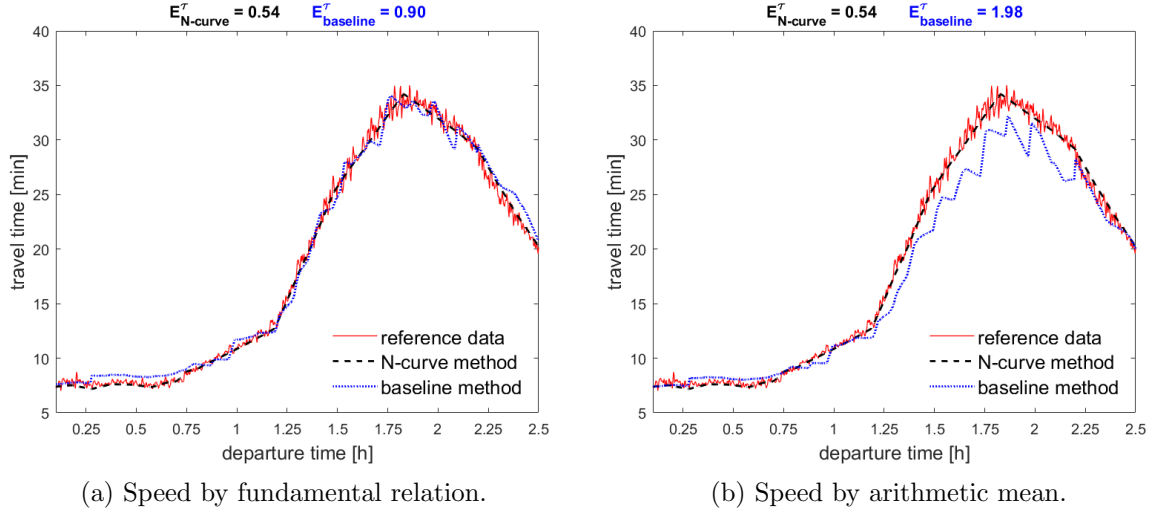 E^τ_N-curve = 0.54 E^τ_baseline = 0.90
40
35
30
25
20
15
10
5
travel time [min]
reference data
N-curve method
baseline method
0.25 0.5 0.75 1 1.25 1.5 1.75 2 2.25 2.5
departure time [h]
(a) Speed by fundamental relation.
E^τ_N-curve = 0.54 E^τ_baseline = 1.98
40
35
30
25
20
15
10
5
travel time [min]
reference data
N-curve method
baseline method
0.25 0.5 0.75 1 1.25 1.5 1.75 2 2.25 2.5
departure time [h]
(b) Speed by arithmetic mean.